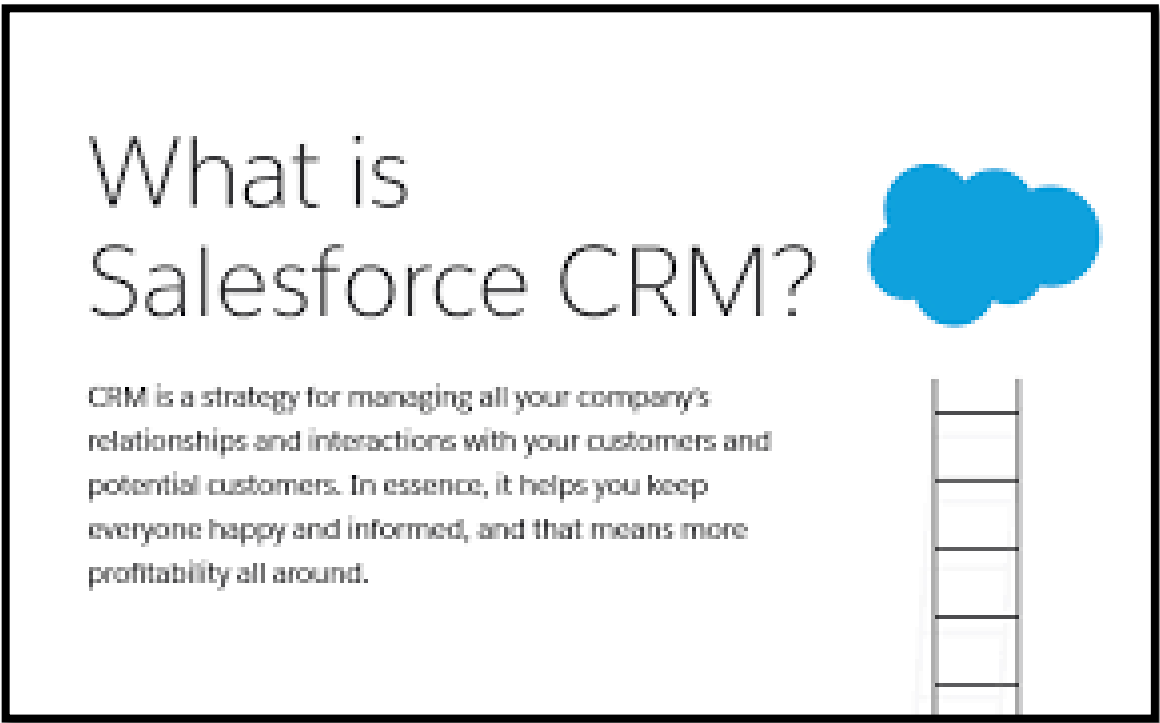 What is
Salesforce CRM?
CRM is a strategy for managing all your company's
relationships and interactions with your customers and
potential customers. In essence, it helps you keep
everyone happy and informed, and that means more
profitability all around.